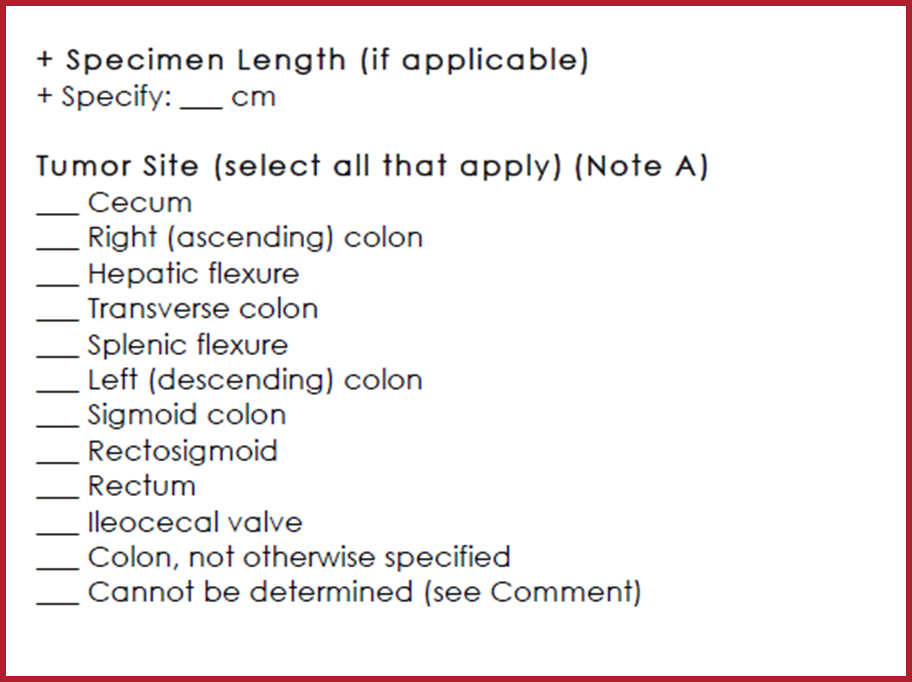 + Specimen Length (if applicable)
+ Specify: ___ cm
Tumor Site (select all that apply) (Note A)
___ Cecum
___ Right (ascending) colon
___ Hepatic flexure
___ Transverse colon
___ Splenic flexure
___ Left (descending) colon
___ Sigmoid colon
___ Rectosigmoid
___ Rectum
___ Ileocecal valve
___ Colon, not otherwise specified
___ Cannot be determined (see Comment)